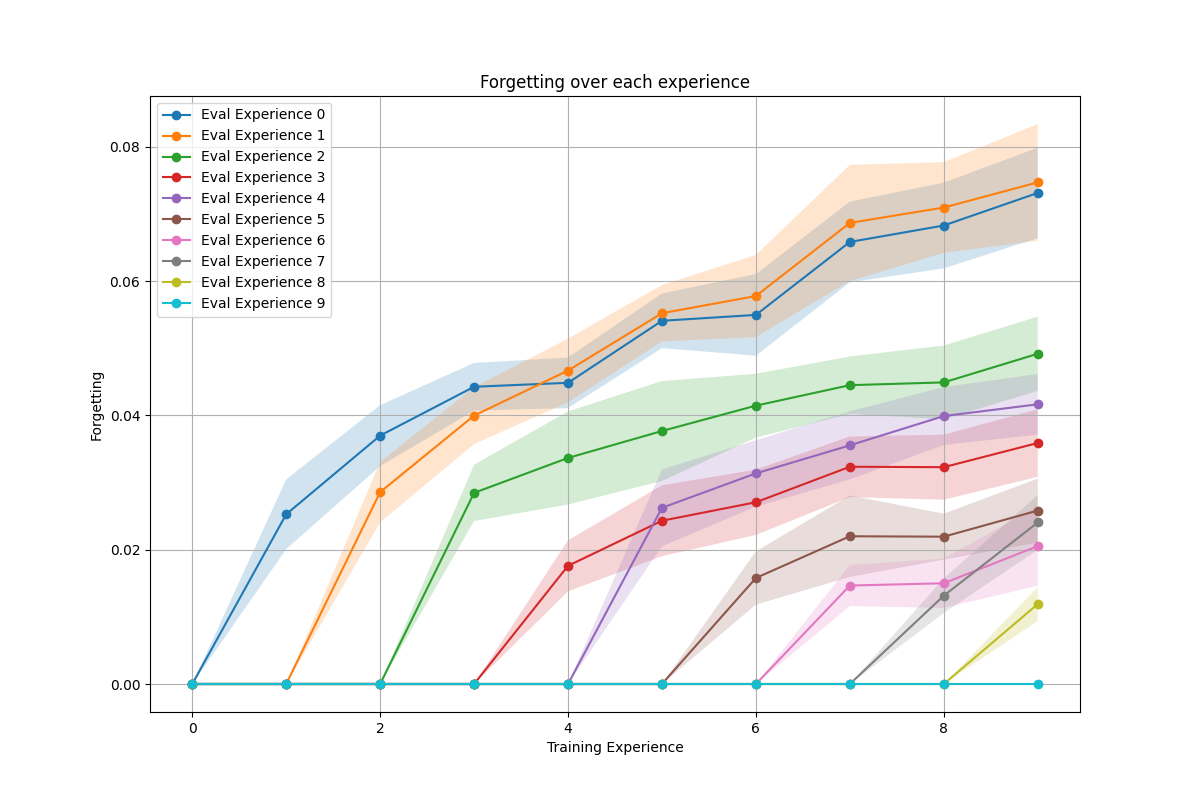 Forgetting over each experience
Eval Experience 0
Eval Experience 1
Eval Experience 2
Eval Experience 3
Eval Experience 4
Eval Experience 5
Eval Experience 6
Eval Experience 7
Eval Experience 8
Eval Experience 9
0.08
0.06
0.04
0.02
0.00
Forgetting
0 2 4 6 8
Training Experience